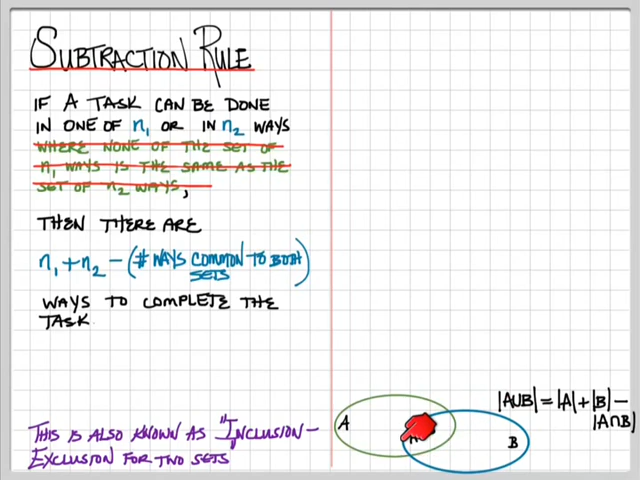 SUBTRACTION RULE
IF A TASK CAN BE DONE
IN ONE OF n₁ OR IN n₂ WAYS
WHERE NONE OF THE SET OF
n₁ WAYS IS THE SAME AS THE
SET OF n₂ WAYS,
THEN THERE ARE
n₁ + n₂ - (# WAYS COMMON TO BOTH
SETS)
WAYS TO COMPLETE THE
TASK
THIS IS ALSO KNOWN AS "INCLUSION-
EXCLUSION FOR TWO SETS
|A∪B| = |A| + |B| -
|A∩B|
A
B